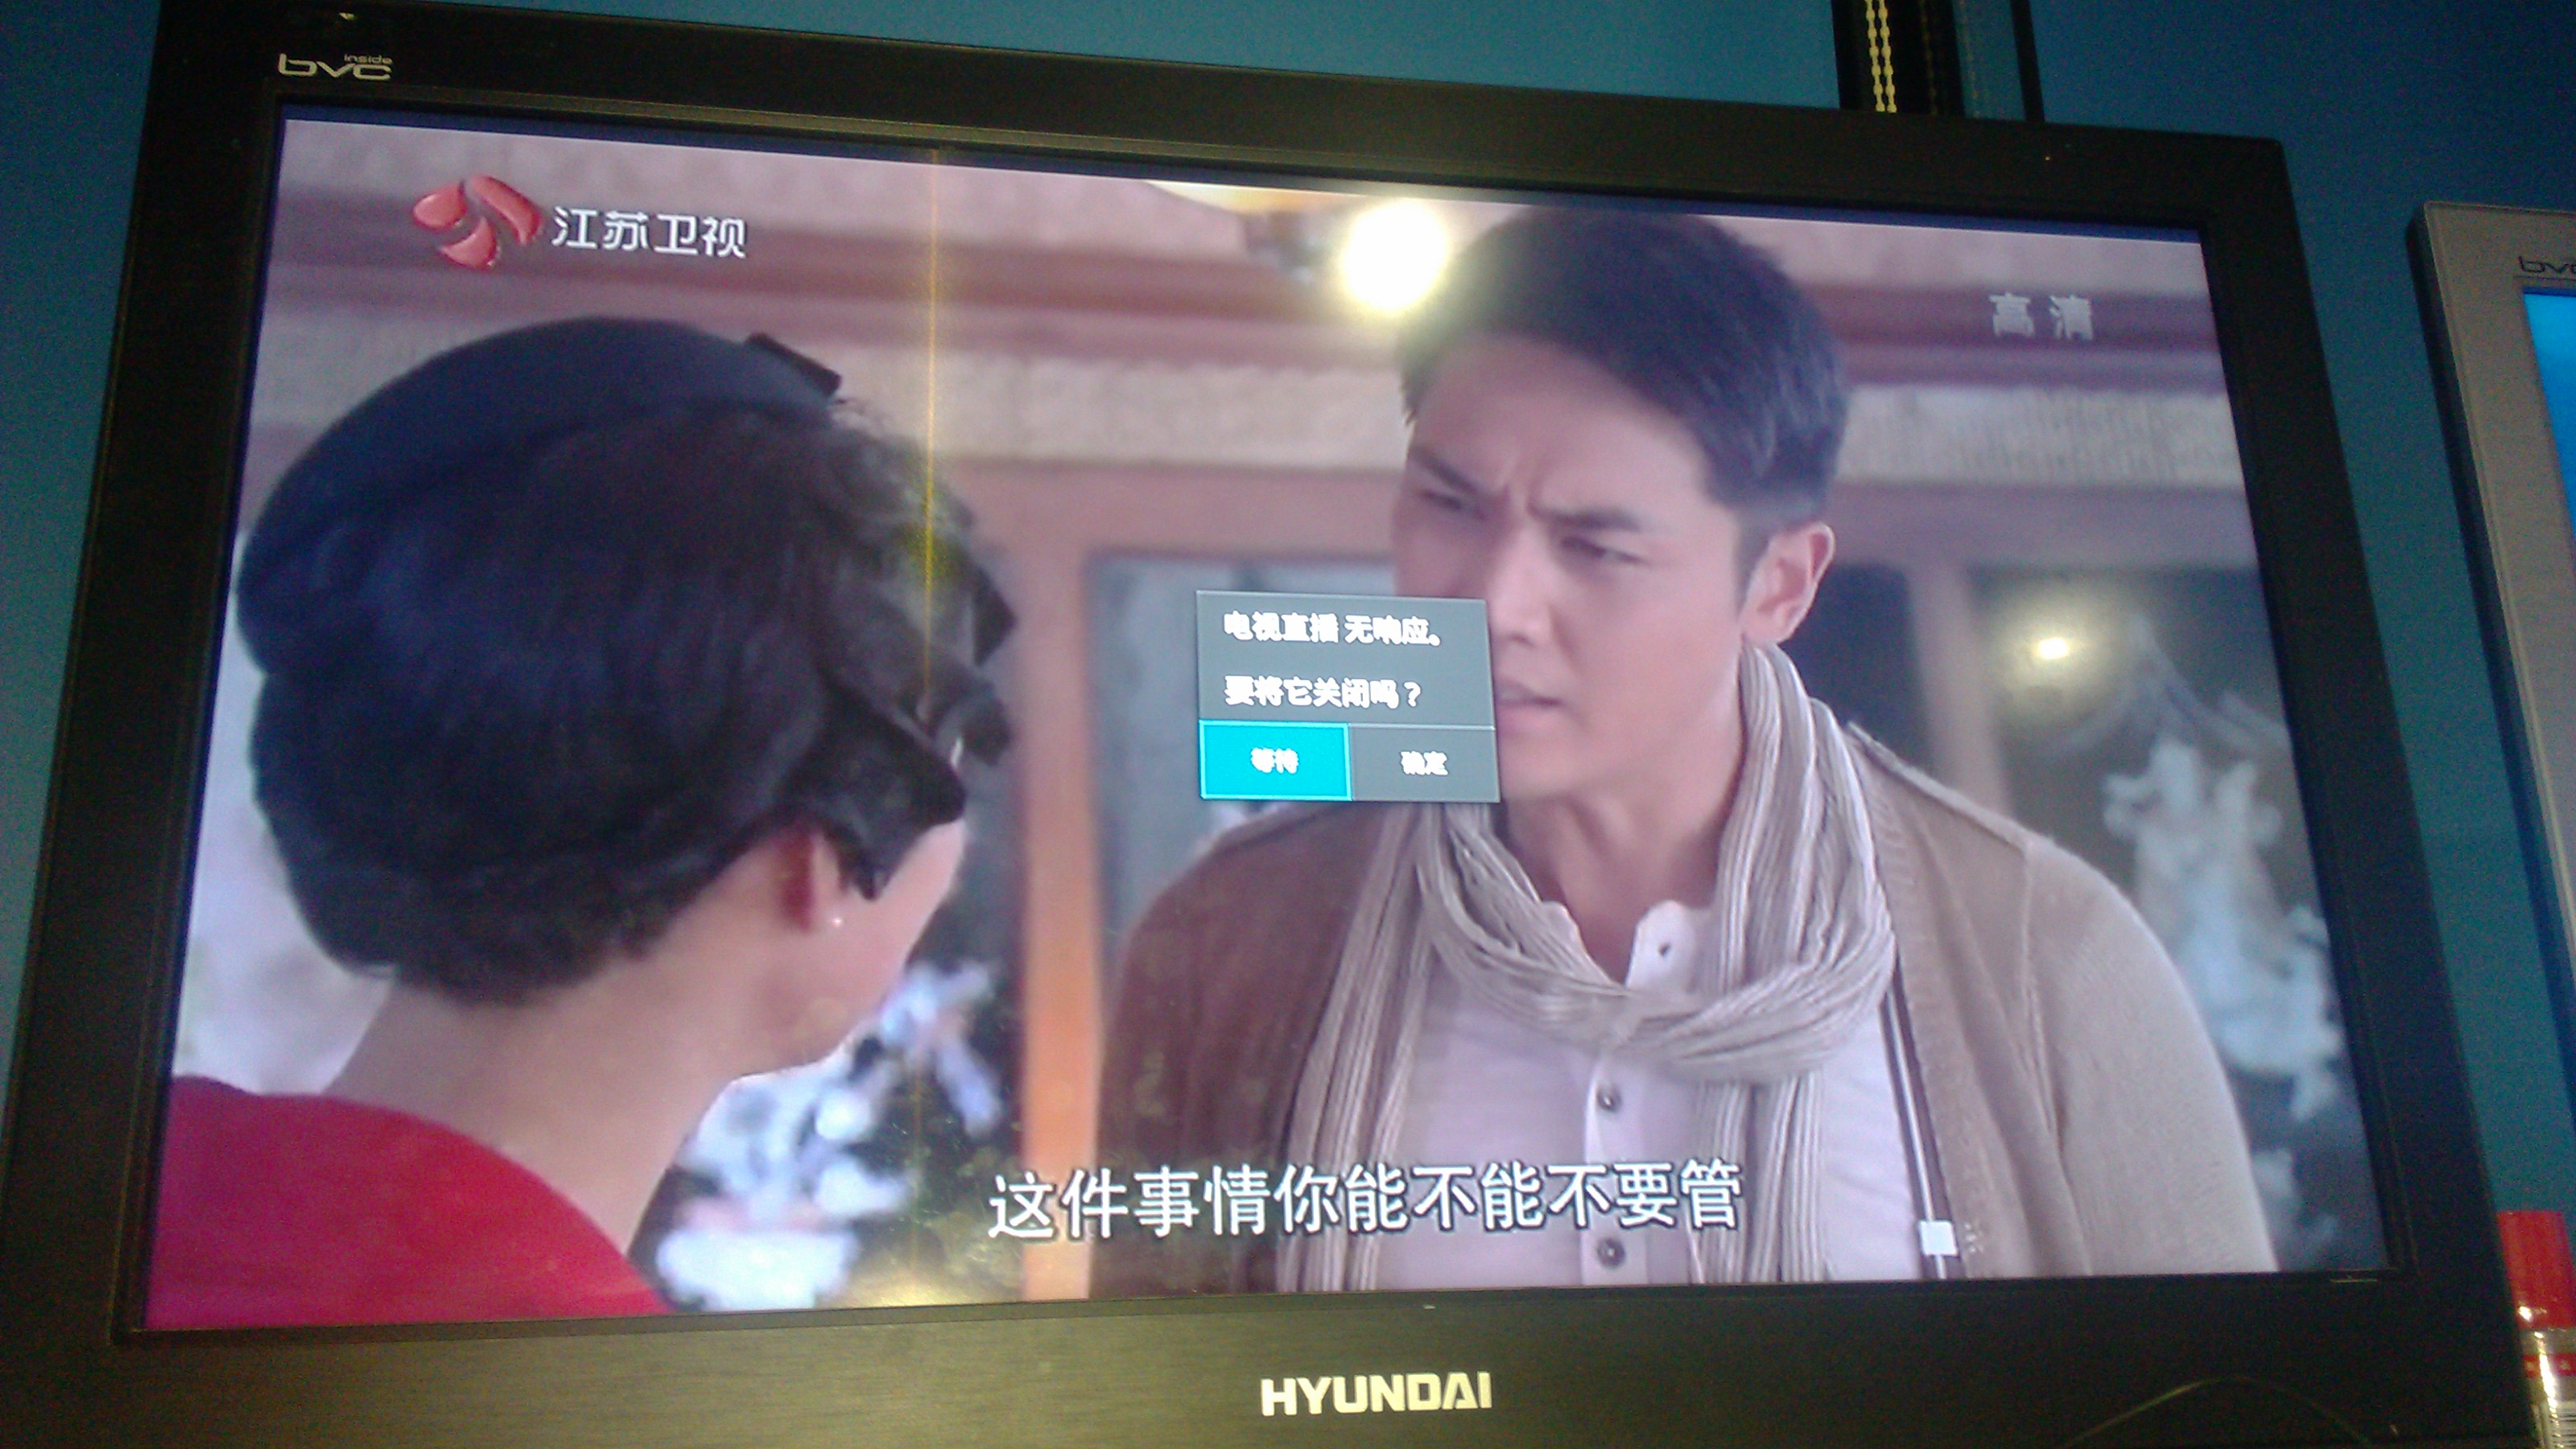 bvc inside
江苏卫视
高清
电视直播 无响应。
要将它关闭吗？
等待
确定
这件事情你能不能不要管
HYUNDAI